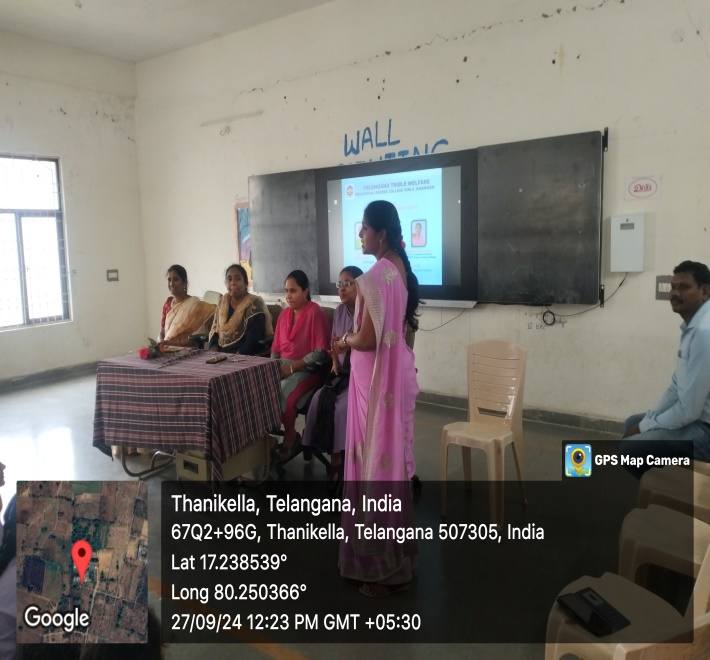 WALL
TELANGANA TRIBLE WELFARE
GPS Map Camera
Thanikella, Telangana, India
67Q2+96G, Thanikella, Telangana 507305, India
Lat 17.238539°
Long 80.250366°
27/09/24 12:23 PM GMT +05:30
Google